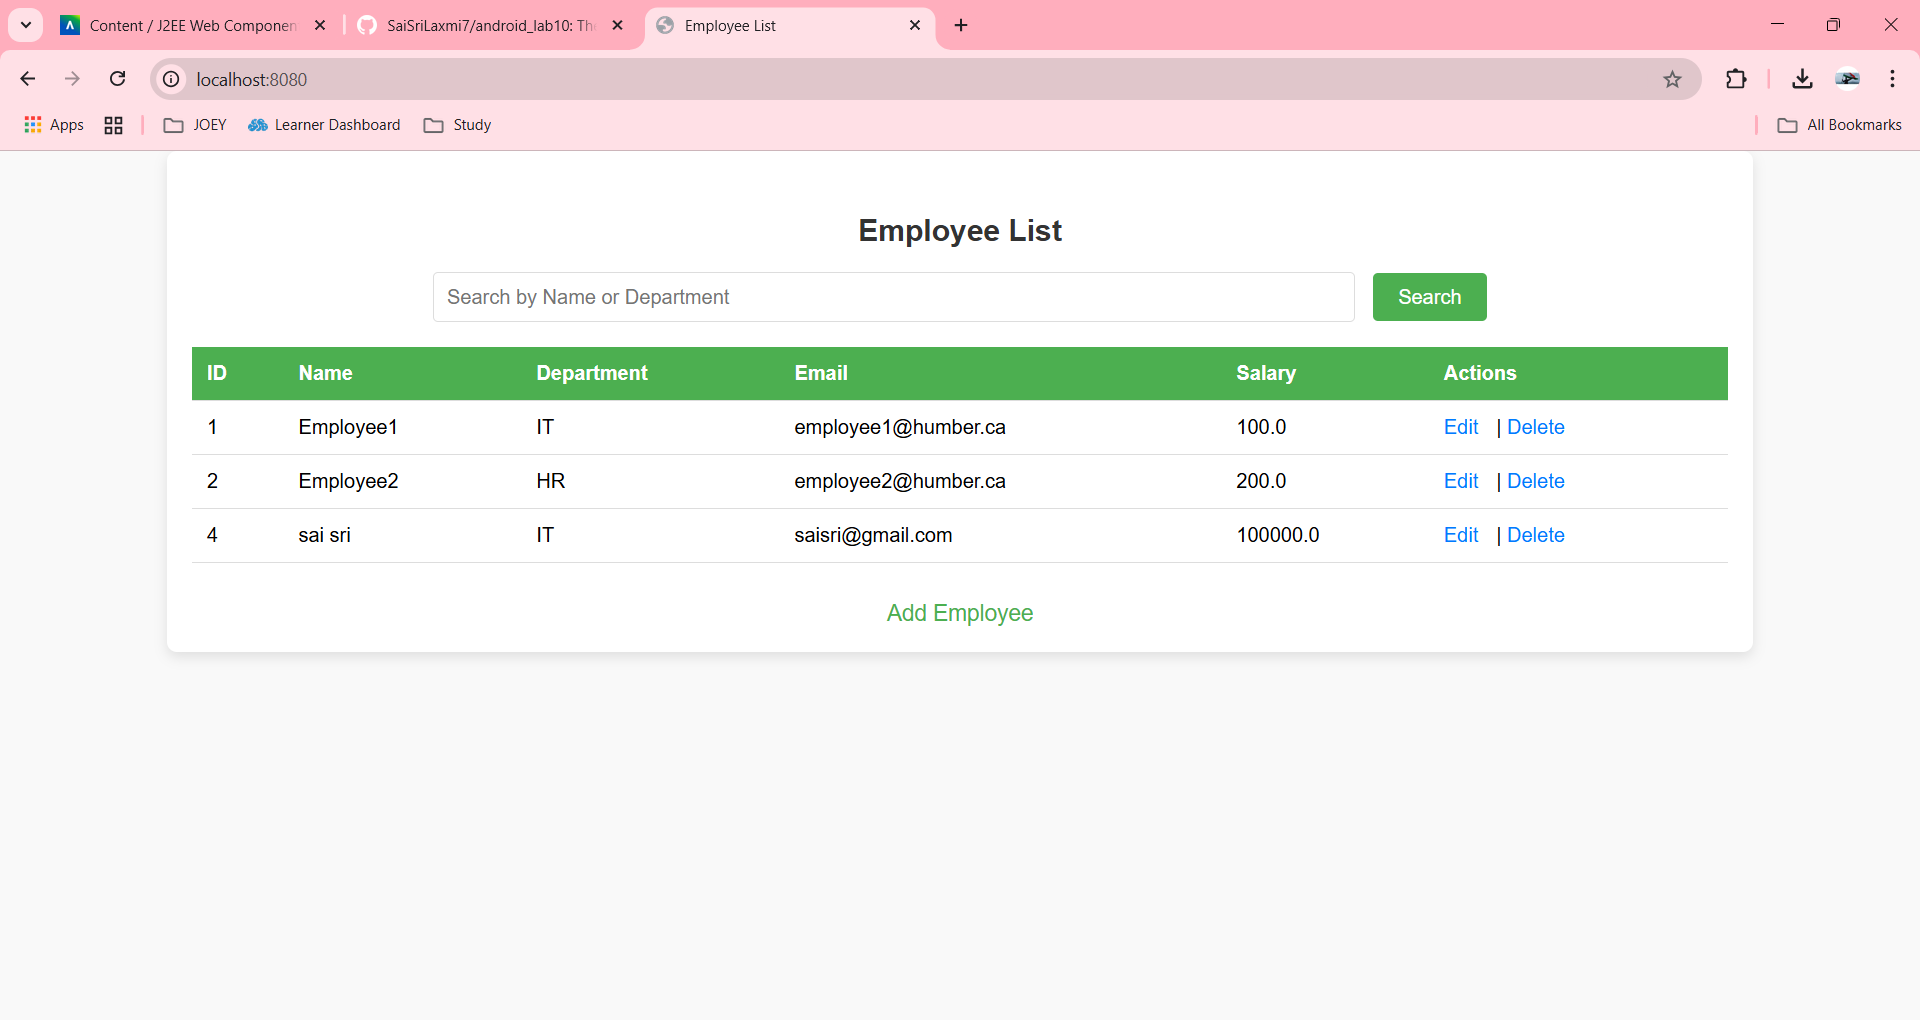 Content / J2EE Web Componen
SaiSriLaxmi7/android_lab10: Th
Employee List
localhost:8080
Apps
JOEY
Learner Dashboard
Study
All Bookmarks
Employee List
Search by Name or Department
Search
ID Name Department Email Salary Actions
1 Employee1 IT employee1@humber.ca 100.0 Edit | Delete
2 Employee2 HR employee2@humber.ca 200.0 Edit | Delete
4 sai sri IT saisri@gmail.com 100000.0 Edit | Delete
Add Employee